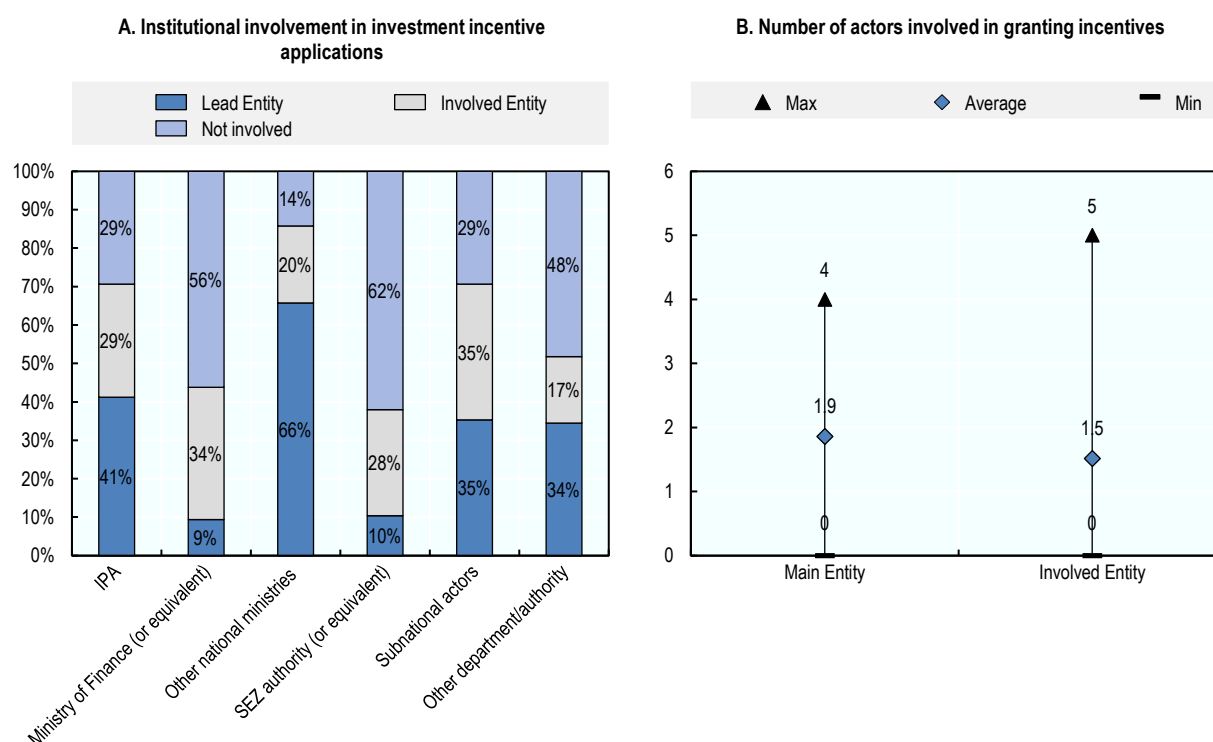 A. Institutional involvement in investment incentive
applications
Lead Entity
Involved Entity
Not involved
100%
90%
80%
70%
60%
50%
40%
30%
20%
10%
0%
29%
29%
41%
56%
34%
9%
14%
20%
66%
62%
28%
10%
29%
35%
35%
48%
17%
34%
IPA
Ministry of Finance (or equivalent)
Other national ministries
SEZ authority (or equivalent)
Subnational actors
Other department/authority
B. Number of actors involved in granting incentives
Max
Average
Min
6
5
4
3
2
1
0
4
1.9
0
5
1.5
0
Main Entity
Involved Entity